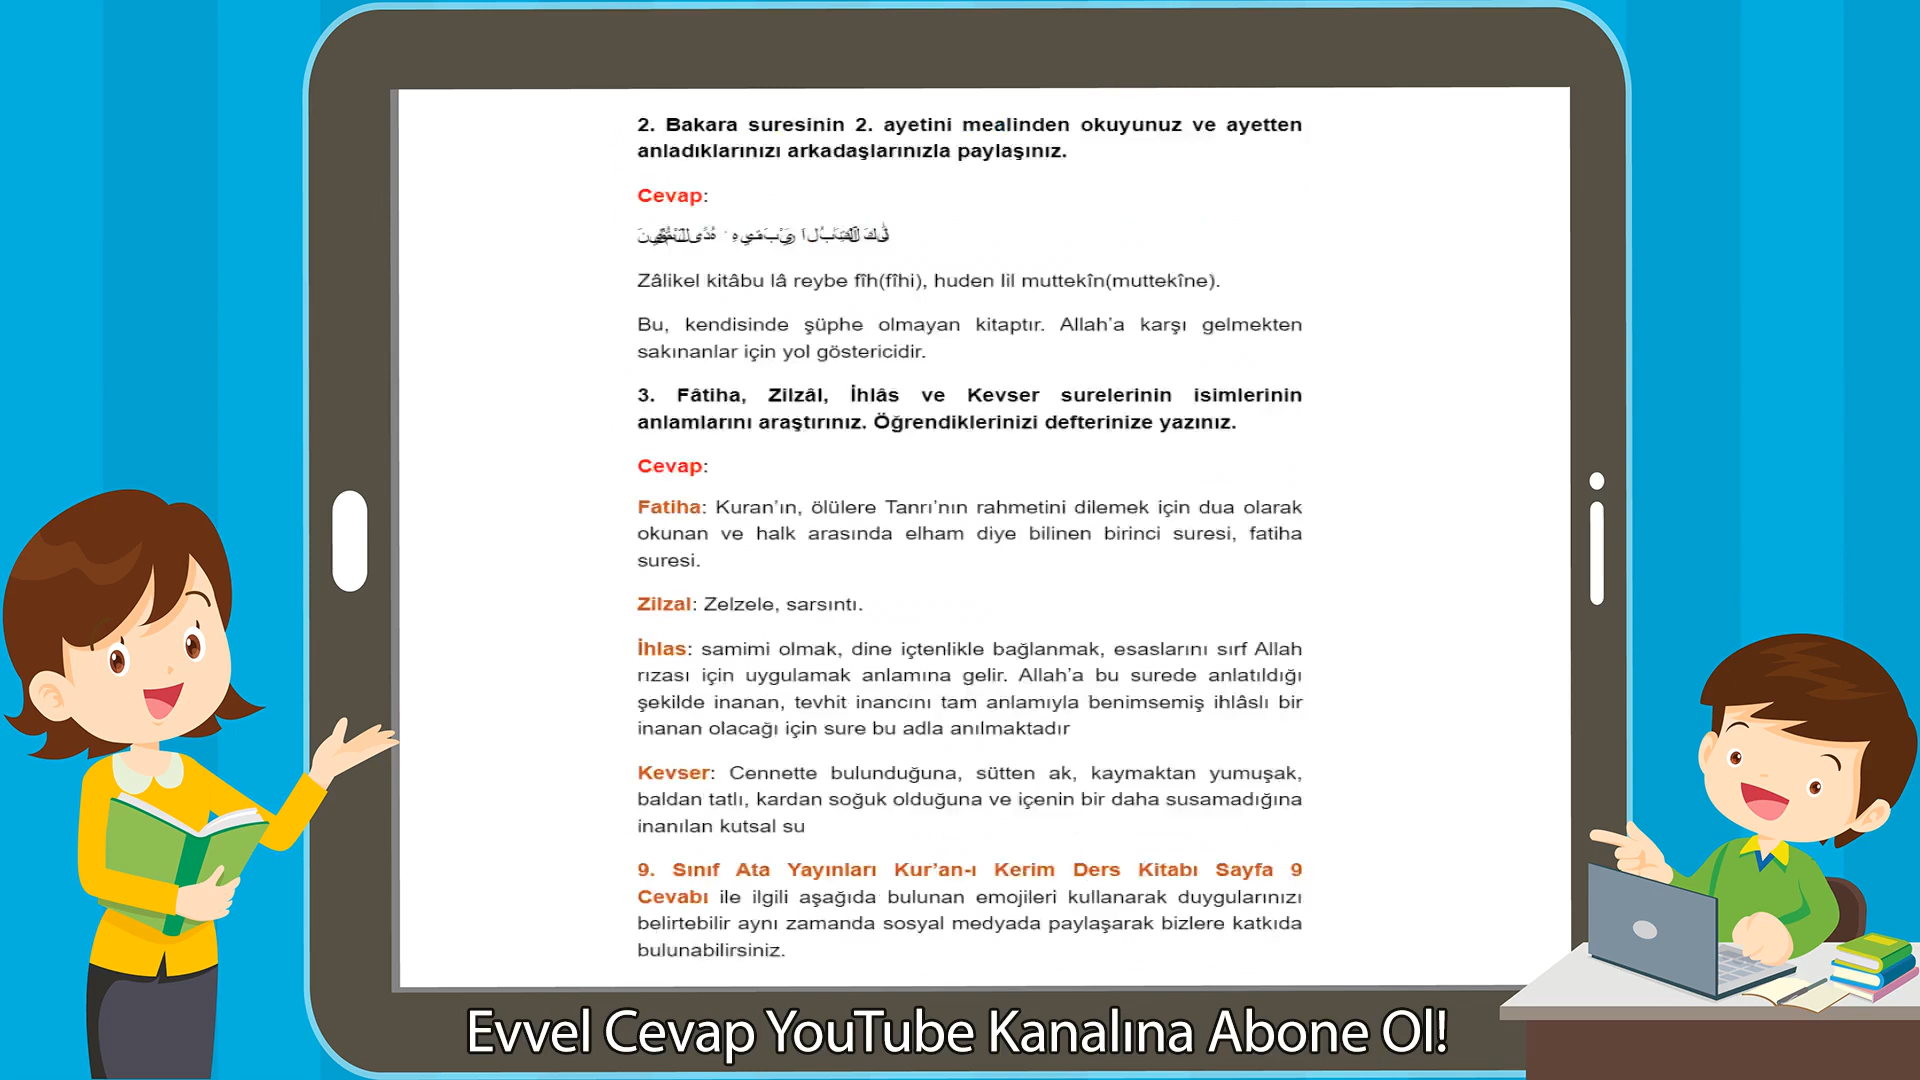 2. Bakara suresinin 2. ayetini mealinden okuyunuz ve ayetten
anladıklarınızı arkadaşlarınızla paylaşınız.
Cevap:
ذٰلِكَ الْكِتَابُ لَا رَيْبَ فٖيهِ هُدًى لِلْمُتَّقٖينَ
Zâlikel kitâbu lâ reybe fîh(fîhi), huden lil muttekîn(muttekîne).
Bu, kendisinde şüphe olmayan kitaptır. Allah’a karşı gelmekten
sakınanlar için yol göstericidir.
3. Fâtiha, Zilzâl, İhlâs ve Kevser surelerinin isimlerinin
anlamlarını araştırınız. Öğrendiklerinizi defterinize yazınız.
Cevap:
Fatiha: Kuran’ın, ölülere Tanrı’nın rahmetini dilemek için dua olarak
okunan ve halk arasında elham diye bilinen birinci suresi, fatiha
suresi.
Zilzal: Zelzele, sarsıntı.
İhlas: samimi olmak, dine içtenlikle bağlanmak, esaslarını sırf Allah
rızası için uygulamak anlamına gelir. Allah’a bu surede anlatıldığı
şekilde inanan, tevhit inancını tam anlamıyla benimsemiş ihlâslı bir
inanan olacağı için sure bu adla anılmaktadır
Kevser: Cennette bulunduğuna, sütten ak, kaymaktan yumuşak,
baldan tatlı, kardan soğuk olduğuna ve içenin bir daha susamadığına
inanılan kutsal su
9. Sınıf Ata Yayınları Kur’an-ı Kerim Ders Kitabı Sayfa 9
Cevabı ile ilgili aşağıda bulunan emojileri kullanarak duygularınızı
belirtebilir aynı zamanda sosyal medyada paylaşarak bizlere katkıda
bulunabilirsiniz.
Evvel Cevap YouTube Kanalına Abone Ol!